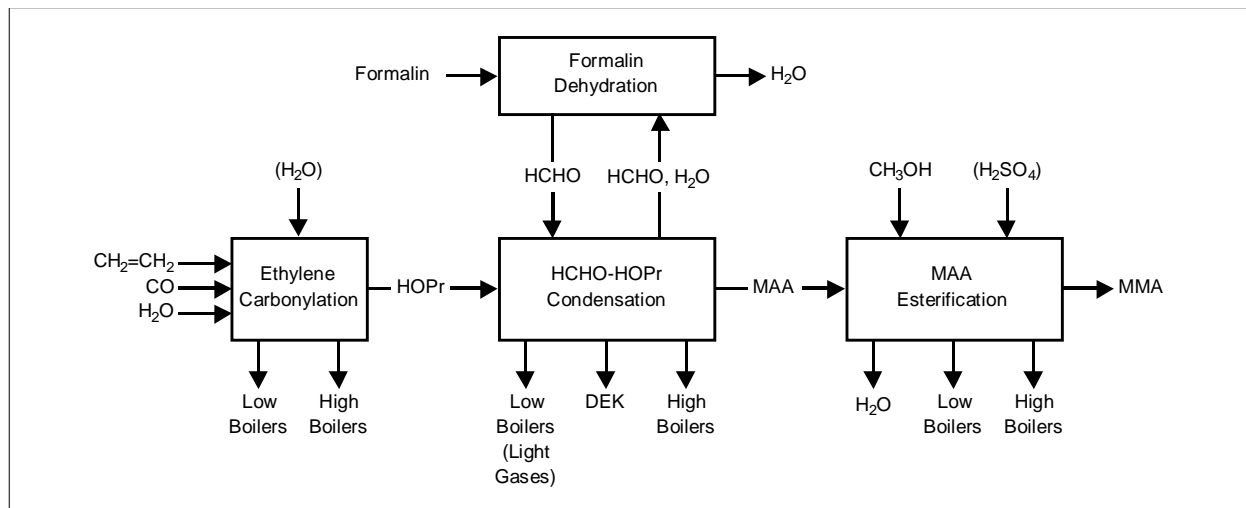 Formalin
Formalin
Dehydration
H₂O
(H₂O)
HCHO
HCHO, H₂O
CH₃OH
(H₂SO₄)
CH₂=CH₂
CO
H₂O
Ethylene
Carbonylation
HOPr
HCHO-HOPr
Condensation
MAA
MAA
Esterification
MMA
Low
Boilers
High
Boilers
Low
Boilers
(Light
Gases)
DEK
High
Boilers
H₂O
Low
Boilers
High
Boilers